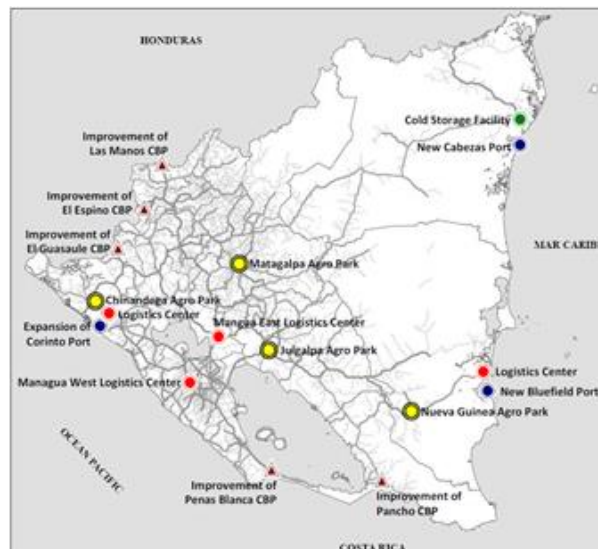 HONDURAS
Cold Storage Facility
New Cabezas Port
Improvement of
Las Manos CBP
Improvement of
El Espino CBP
Improvement of
El Guasaule CBP
MAR CARIB
Matagalpa Agro Park
Chinandega Agro Park
Logistics Center
Expansion of
Corinto Port
Mangua East Logistics Center
Juigalpa Agro Park
Managua West Logistics Center
Logistics Center
New Bluefield Port
Nueva Guinea Agro Park
OCEAN PACIFIC
Improvement of
Penas Blanca CBP
Improvement of
Pancho CBP
COSTA RICA